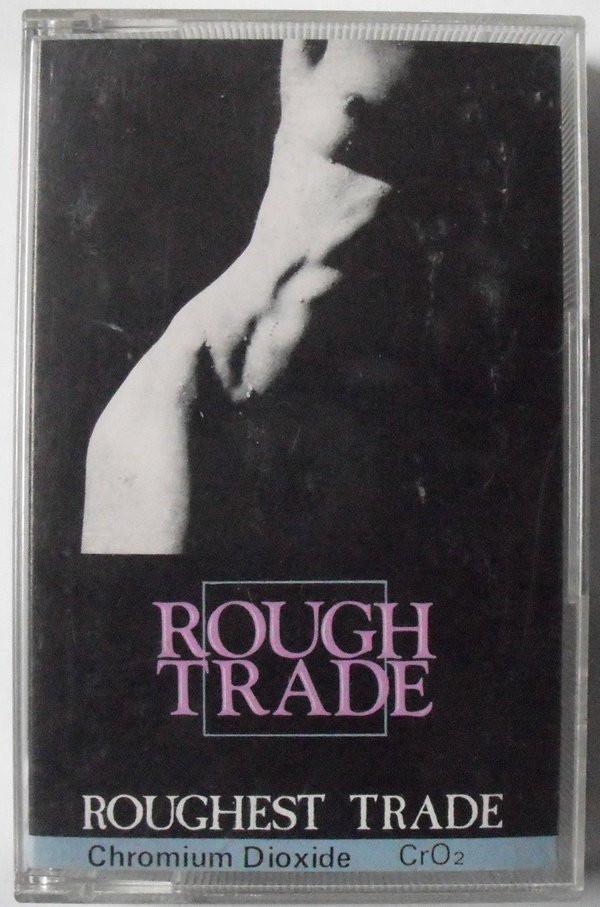 ROUGH
TRADE
ROUGHEST TRADE
Chromium Dioxide CrO₂